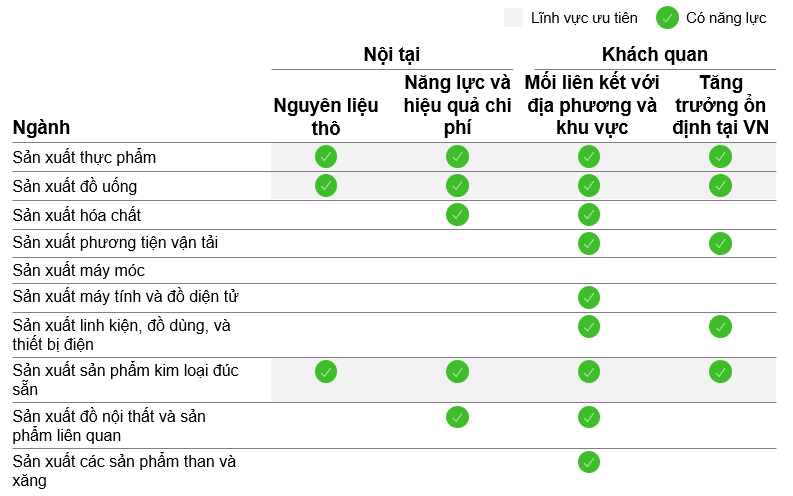 Lĩnh vực ưu tiên
Có năng lực
Nội tại
Khách quan
Ngành
Nguyên liệu
thô
Năng lực và
hiệu quả chi
phí
Mối liên kết với
địa phương và
khu vực
Tăng
trưởng ổn
định tại VN
Sản xuất thực phẩm
Sản xuất đồ uống
Sản xuất hóa chất
Sản xuất phương tiện vận tải
Sản xuất máy móc
Sản xuất máy tính và đồ diện tử
Sản xuất linh kiện, đồ dùng, và
thiết bị điện
Sản xuất sản phẩm kim loại đúc
sẵn
Sản xuất đồ nội thất và sản
phẩm liên quan
Sản xuất các sản phẩm than và
xăng